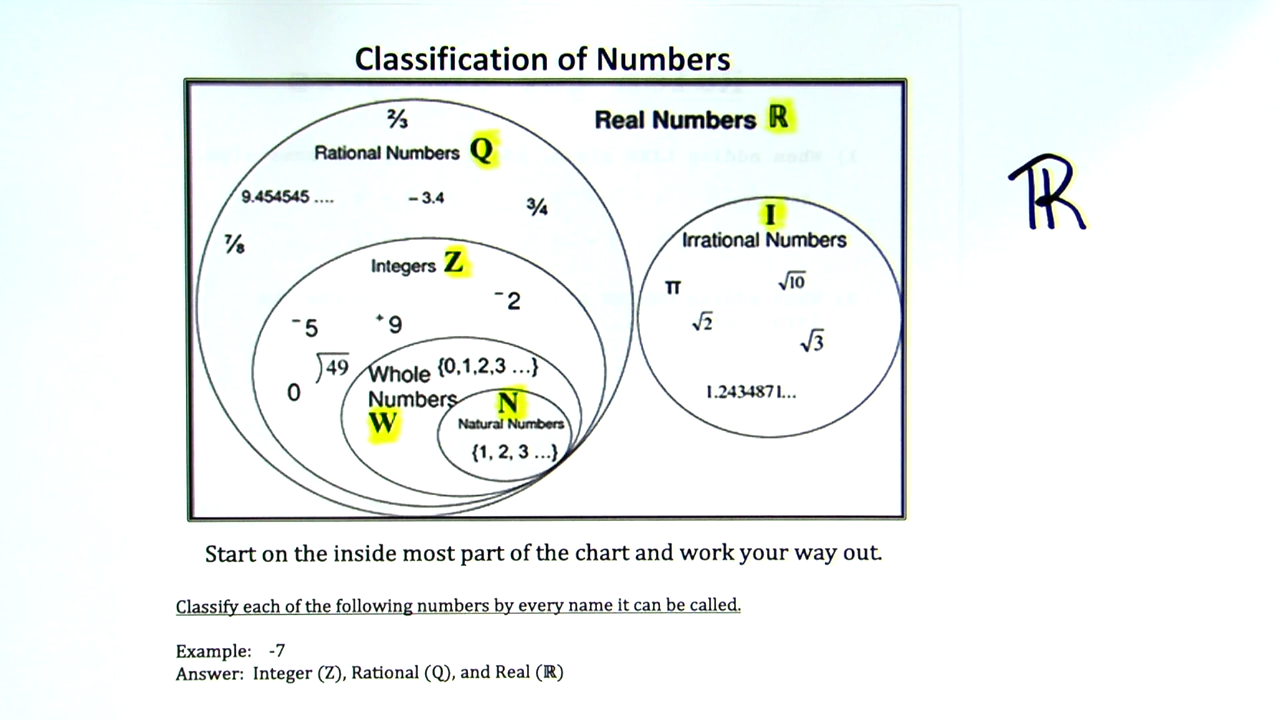 Classification of Numbers
⅔
Real Numbers ℝ
Rational Numbers Q
9.454545 ....
– 3.4
¾
⅞
I
Irrational Numbers
Integers Z
π
√10
⁻2
⁻5
⁺9
√2
√3
√49
Whole {0,1,2,3 ...}
Numbers
0
W
N
Natural Numbers
{1, 2, 3 ...}
1.2434871...
ℝ
Start on the inside most part of the chart and work your way out.
Classify each of the following numbers by every name it can be called.
Example: -7
Answer: Integer (Z), Rational (Q), and Real (ℝ)